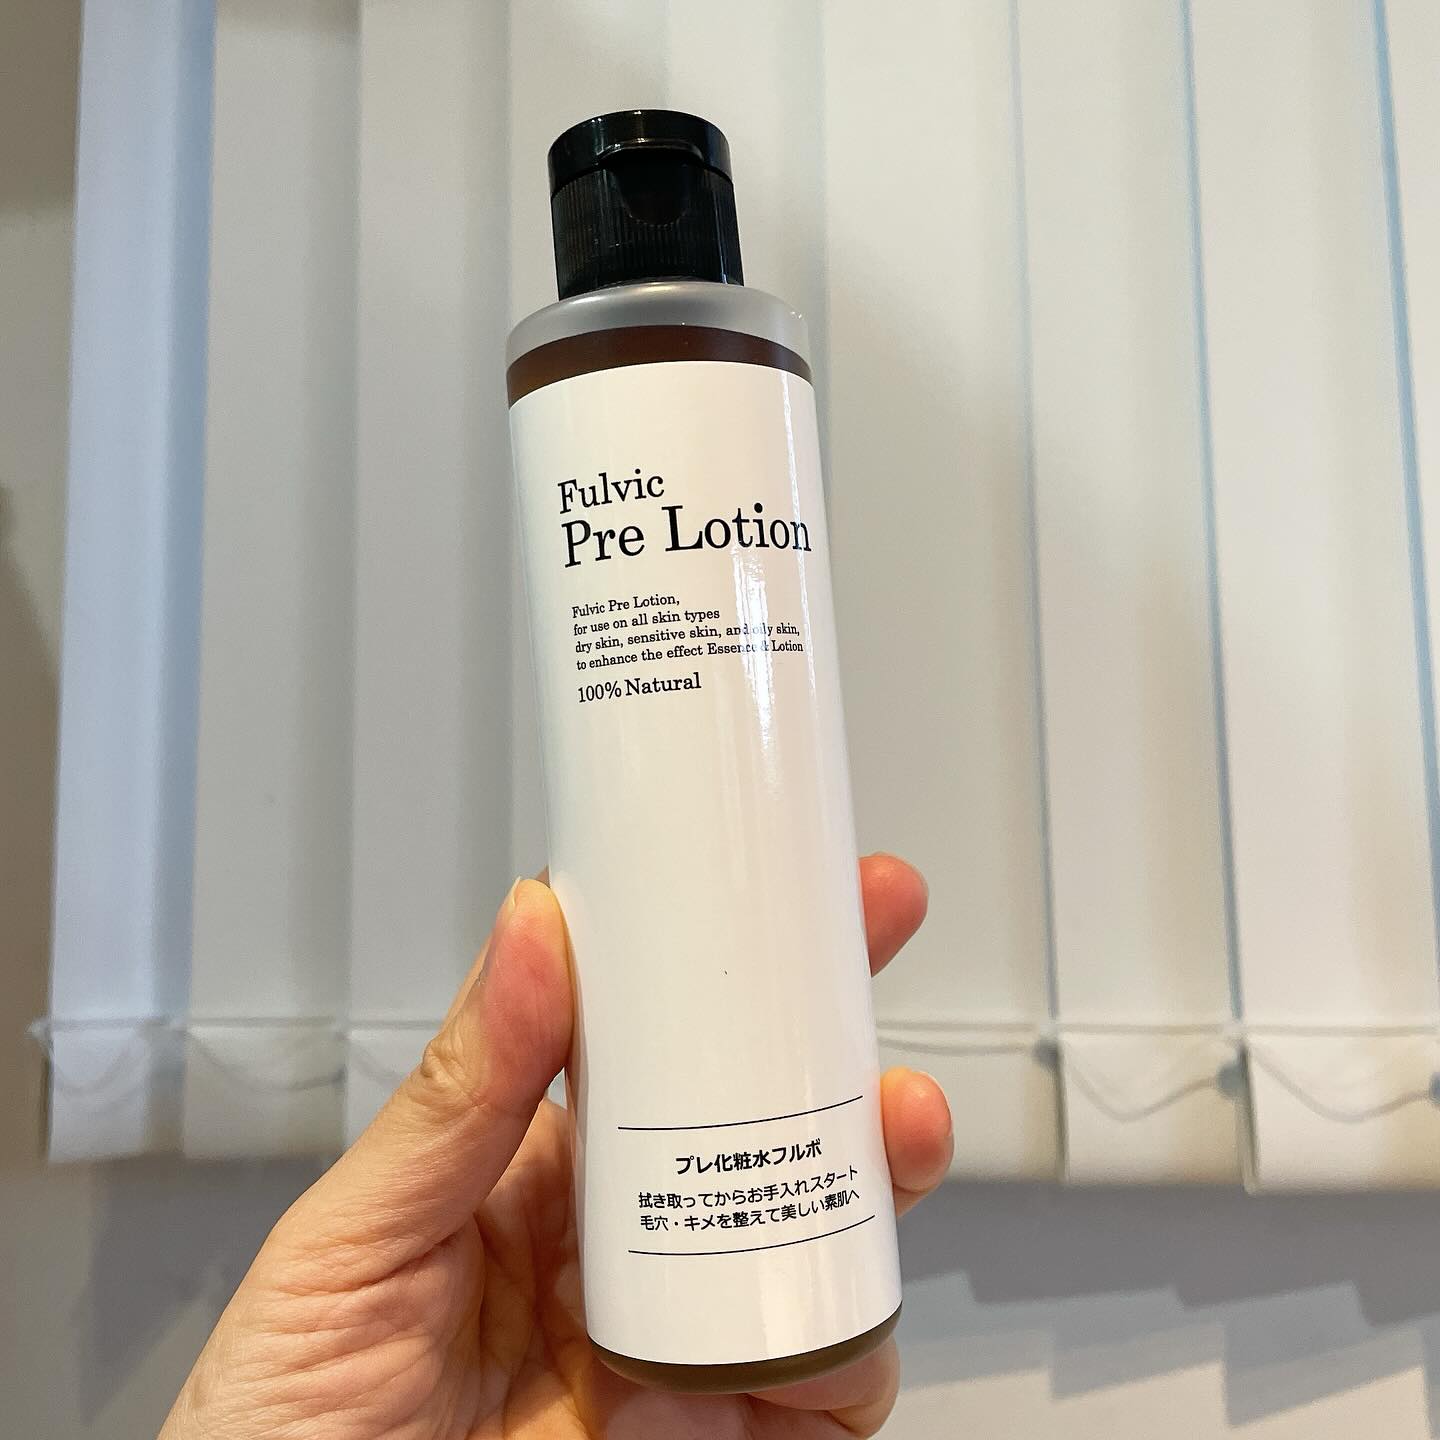 Fulvic
Pre Lotion
Fulvic Pre Lotion,
for use on all skin types
dry skin, sensitive skin, and oily skin,
to enhance the effect Essence & Lotion
100% Natural
プレ化粧水フルボ
拭き取ってからお手入れスタート
毛穴・キメを整えて美しい素肌へ